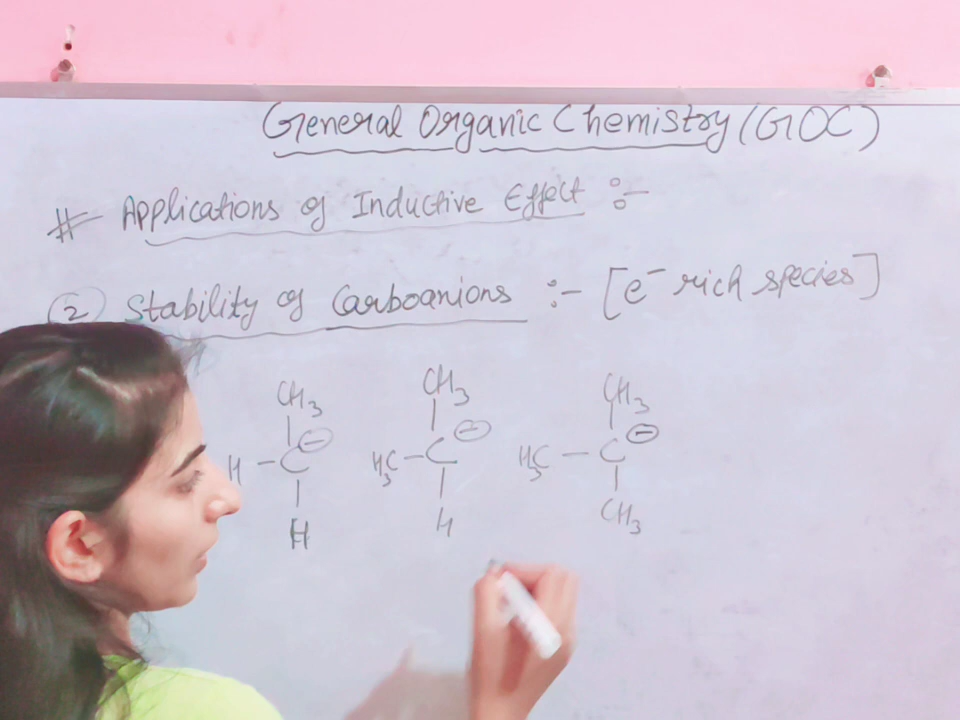 General Organic Chemistry (GOC)
# Applications of Inductive Effect :-
(2) Stability of Carboanions :- [e⁻ rich species]
CH₃ CH₃ CH₃
H - C⊖ H₃C - C⊖ H₃C - C⊖
H H CH₃